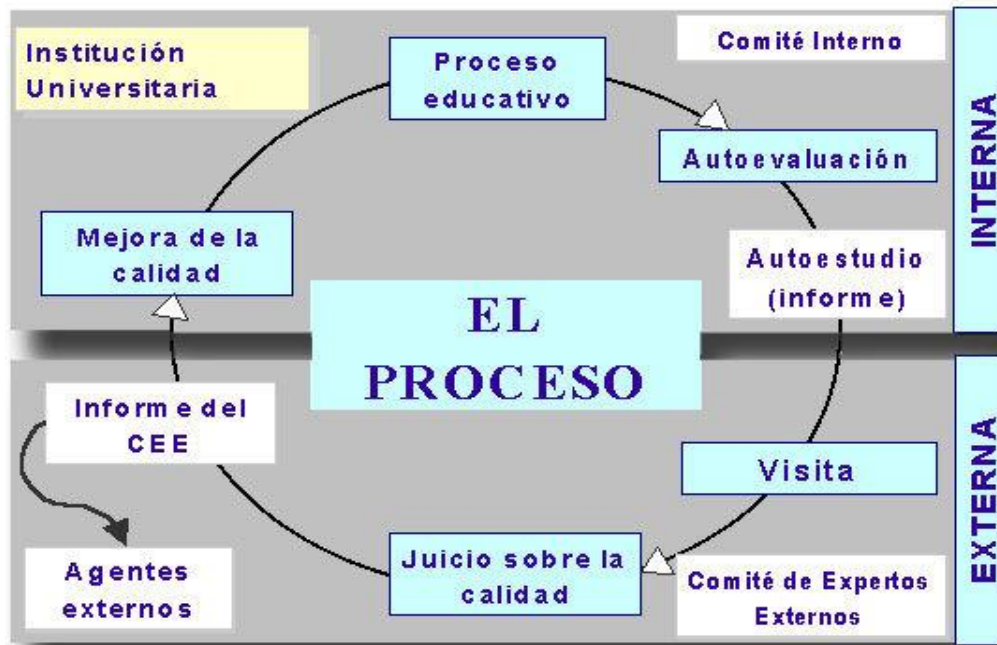 Institución
Universitaria
Proceso
educativo
Comité Interno
Autoevaluación
INTERNA
Mejora de la
calidad
Autoestudio
(informe)
EL
PROCESO
Informe del
CEE
Visita
EXTERNA
Agentes
externos
Juicio sobre la
calidad
Comité de Expertos
Externos